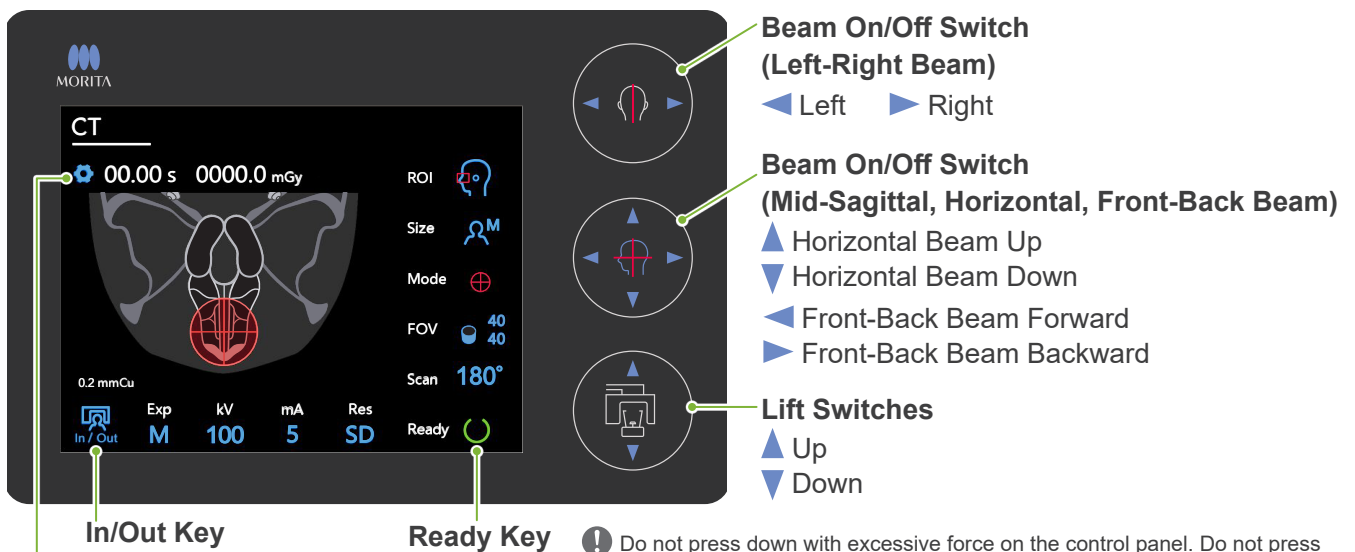 MORITA
CT
00.00 s 0000.0 mGy
ROI
Size M
Mode
FOV 40
40
Scan 180°
0.2 mmCu
In / Out
Exp kV mA Res
M 100 5 SD
Ready
Beam On/Off Switch
(Left-Right Beam)
Left Right
Beam On/Off Switch
(Mid-Sagittal, Horizontal, Front-Back Beam)
Horizontal Beam Up
Horizontal Beam Down
Front-Back Beam Forward
Front-Back Beam Backward
Lift Switches
Up
Down
In/Out Key
Ready Key
Do not press down with excessive force on the control panel. Do not press